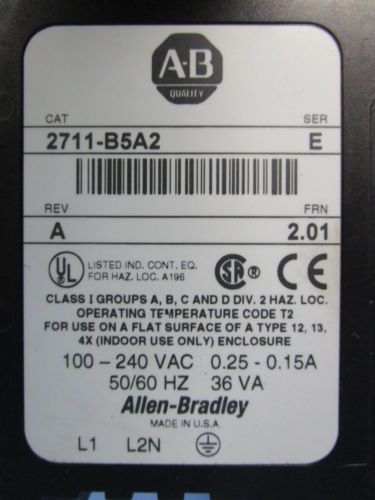 A-B
QUALITY
CAT SER
2711-B5A2 E
REV FRN
A 2.01
UL LISTED IND. CONT. EQ.
FOR HAZ. LOC. A196
SA ® CE
CLASS I GROUPS A, B, C AND D DIV. 2 HAZ. LOC.
OPERATING TEMPERATURE CODE T2
FOR USE ON A FLAT SURFACE OF A TYPE 12, 13,
4X (INDOOR USE ONLY) ENCLOSURE
100 – 240 VAC 0.25 - 0.15A
50/60 HZ 36 VA
Allen-Bradley
MADE IN U.S.A.
L1 L2N